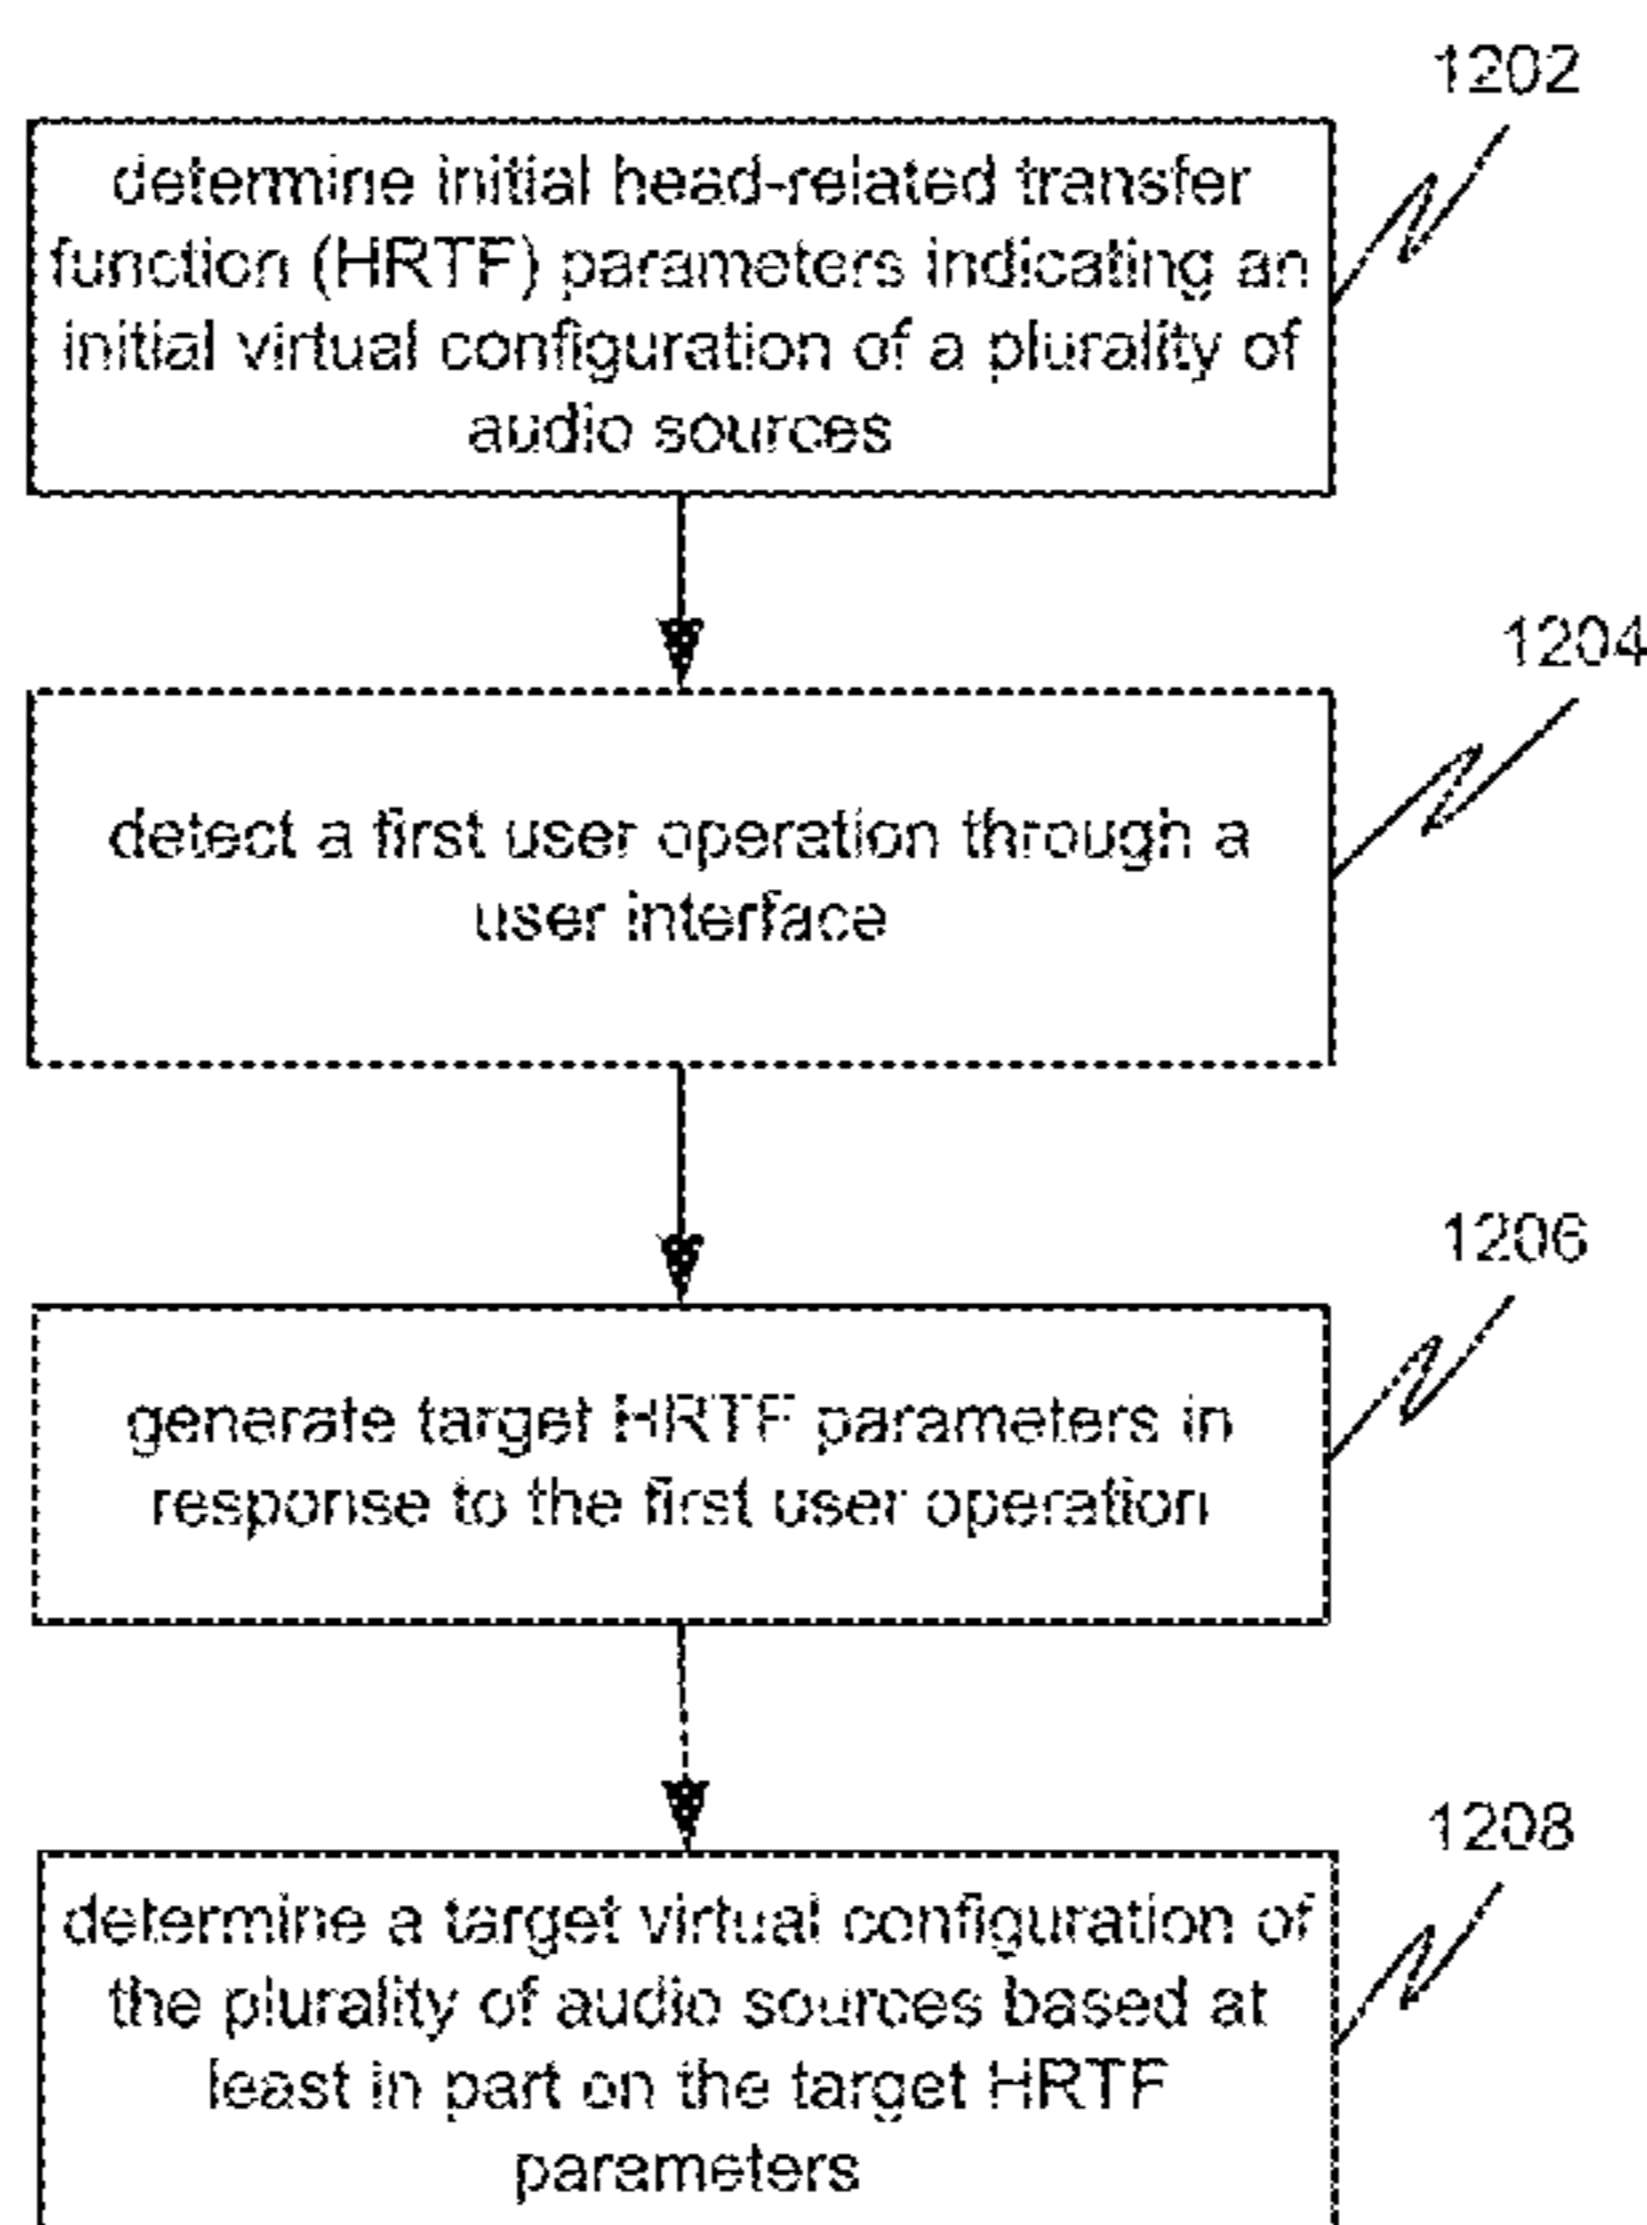 1202
determine initial head-related transfer
function (HRTF) parameters indicating an
initial virtual configuration of a plurality of
audio sources
1204
detect a first user operation through a
user interface
1206
generate target HRTF parameters in
response to the first user operation
1208
determine a target virtual configuration of
the plurality of audio sources based at
least in part on the target HRTF
parameters